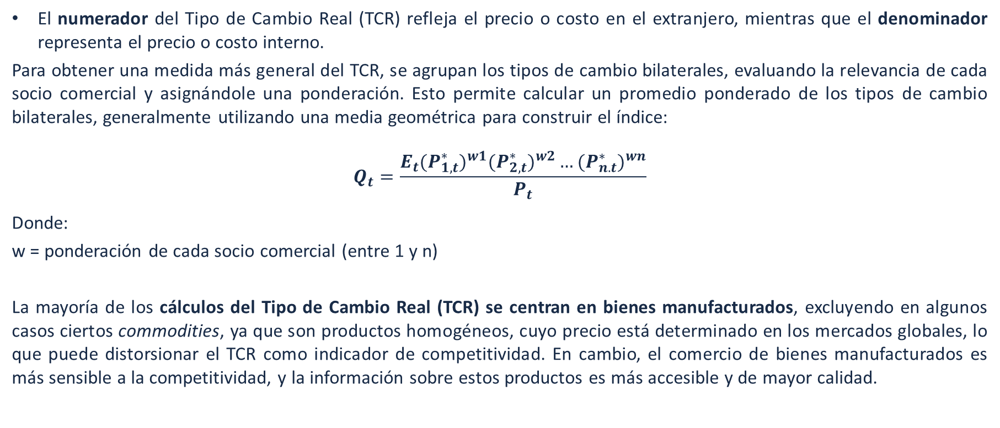 • El numerador del Tipo de Cambio Real (TCR) refleja el precio o costo en el extranjero, mientras que el denominador
representa el precio o costo interno.
Para obtener una medida más general del TCR, se agrupan los tipos de cambio bilaterales, evaluando la relevancia de cada
socio comercial y asignándole una ponderación. Esto permite calcular un promedio ponderado de los tipos de cambio
bilaterales, generalmente utilizando una media geométrica para construir el índice:
Q_t = \frac{E_t(P^*_{1,t})^{w1}(P^*_{2,t})^{w2} … (P^*_{n.t})^{wn}}{P_t}
Donde:
w = ponderación de cada socio comercial (entre 1 y n)
La mayoría de los cálculos del Tipo de Cambio Real (TCR) se centran en bienes manufacturados, excluyendo en algunos
casos ciertos commodities, ya que son productos homogéneos, cuyo precio está determinado en los mercados globales, lo
que puede distorsionar el TCR como indicador de competitividad. En cambio, el comercio de bienes manufacturados es
más sensible a la competitividad, y la información sobre estos productos es más accesible y de mayor calidad.